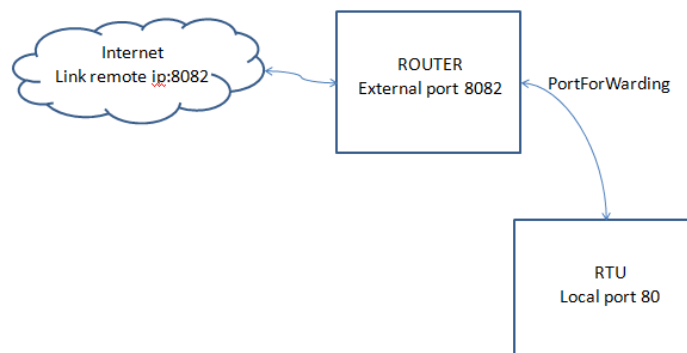 Internet
Link remote ip:8082
ROUTER
External port 8082
PortForWarding
RTU
Local port 80